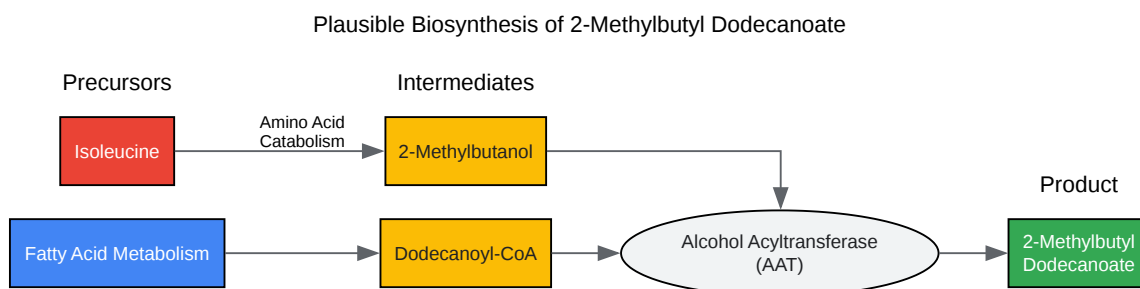 Plausible Biosynthesis of 2-Methylbutyl Dodecanoate
Precursors
Intermediates
Amino Acid
Catabolism
Isoleucine
2-Methylbutanol
Product
Fatty Acid Metabolism
Dodecanoyl-CoA
Alcohol Acyltransferase
(AAT)
2-Methylbutyl
Dodecanoate